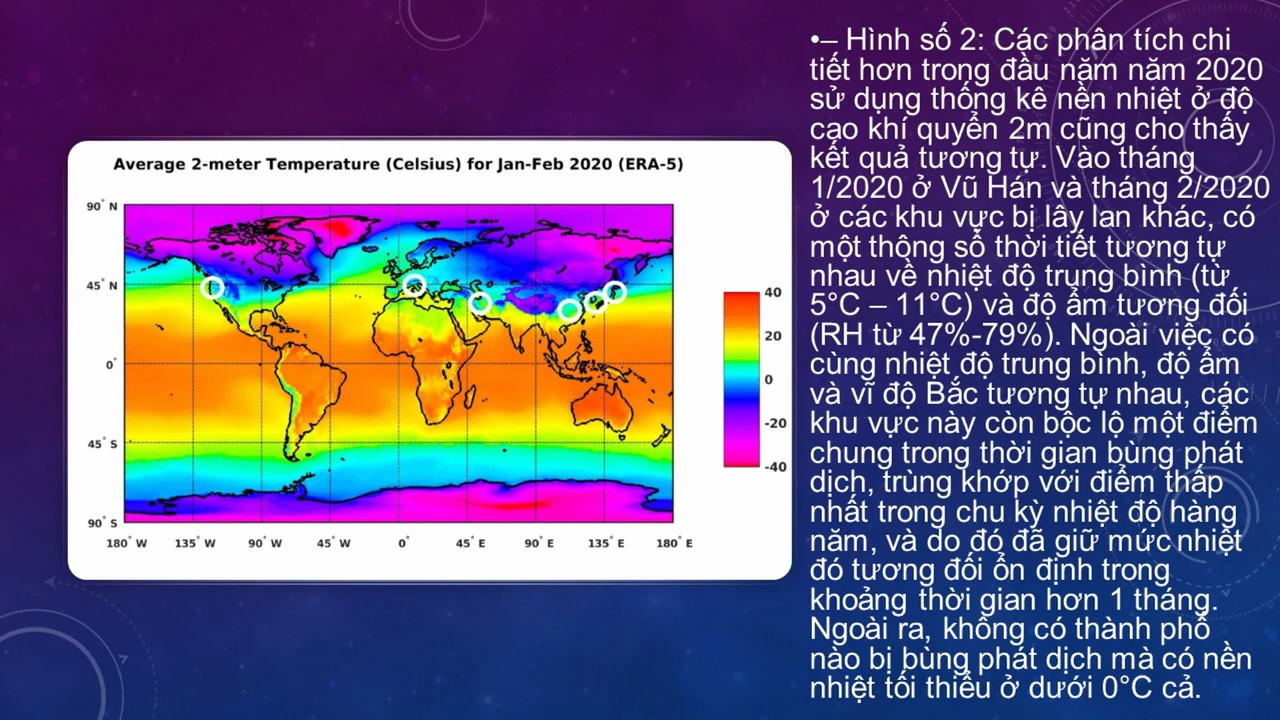 Average 2-meter Temperature (Celsius) for Jan-Feb 2020 (ERA-5)
90° N
45° N
0°
45° S
90° S
180° W 135° W 90° W 45° W 0° 45° E 90° E 135° E 180° E
40
20
0
-20
-40
•– Hình số 2: Các phân tích chi
tiết hơn trong đầu năm năm 2020
sử dụng thống kê nền nhiệt ở độ
cao khí quyển 2m cũng cho thấy
kết quả tương tự. Vào tháng
1/2020 ở Vũ Hán và tháng 2/2020
ở các khu vực bị lây lan khác, có
một thông số thời tiết tương tự
nhau về nhiệt độ trung bình (từ
5°C – 11°C) và độ ẩm tương đối
(RH từ 47%-79%). Ngoài việc có
cùng nhiệt độ trung bình, độ ẩm
và vĩ độ Bắc tương tự nhau, các
khu vực này còn bộc lộ một điểm
chung trong thời gian bùng phát
dịch, trùng khớp với điểm thấp
nhất trong chu kỳ nhiệt độ hàng
năm, và do đó đã giữ mức nhiệt
đó tương đối ổn định trong
khoảng thời gian hơn 1 tháng.
Ngoài ra, không có thành phố
nào bị bùng phát dịch mà có nền
nhiệt tối thiểu ở dưới 0°C cả.